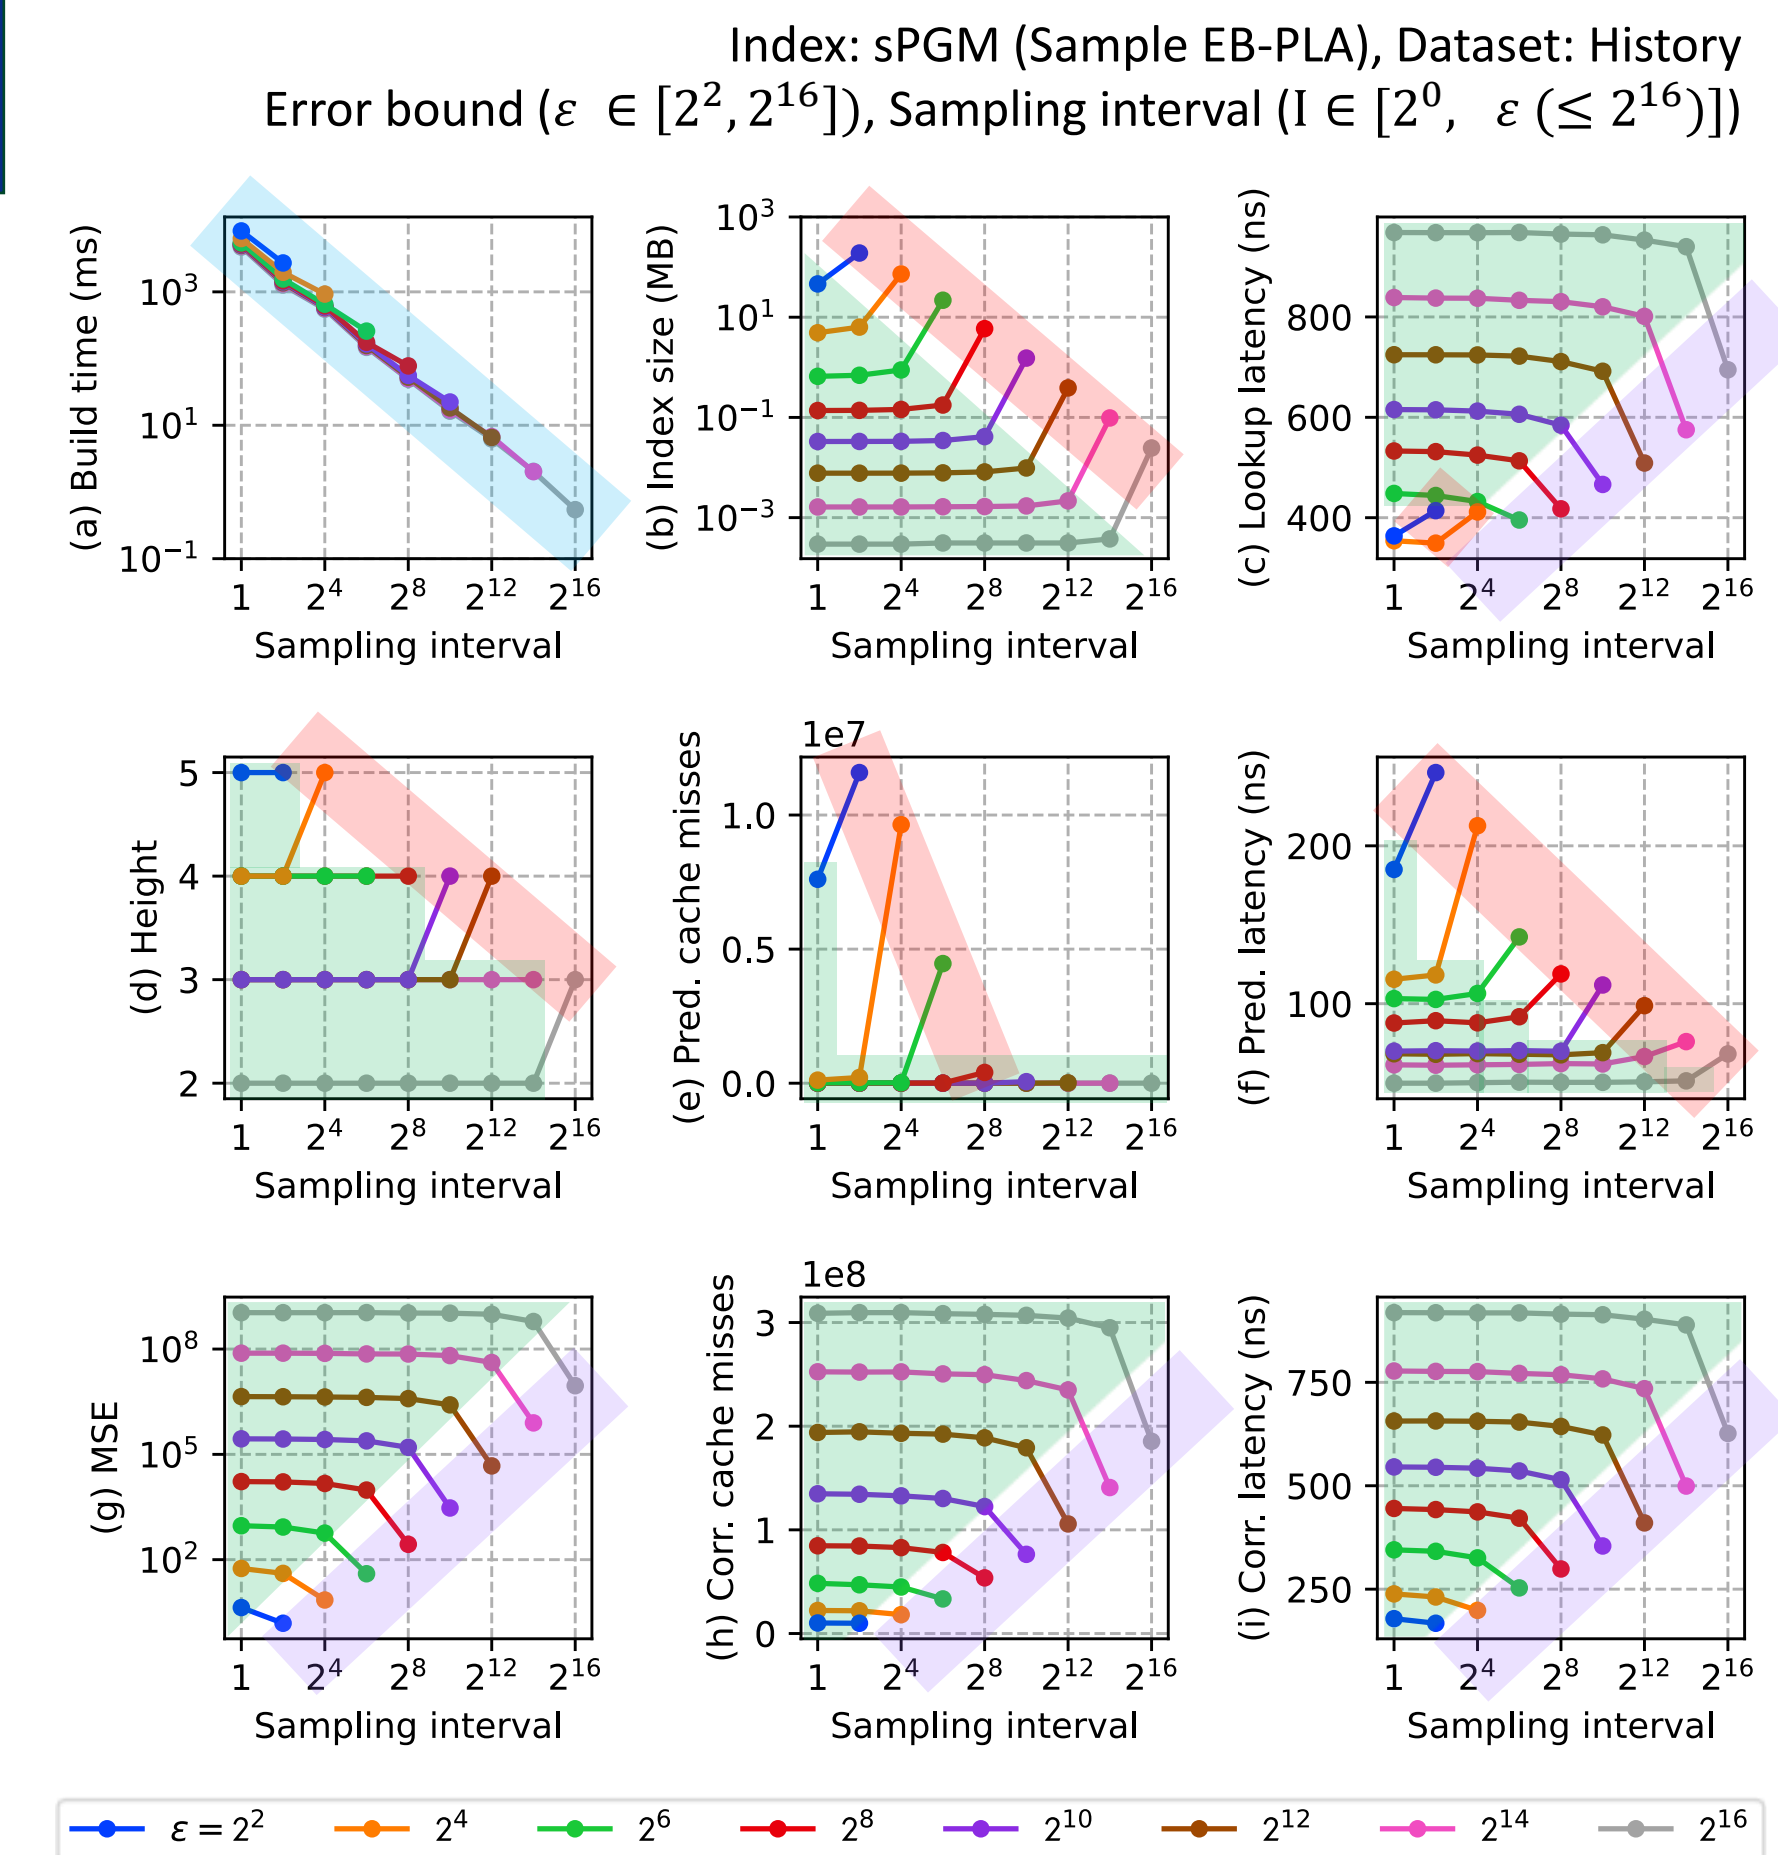 Index: sPGM (Sample EB-PLA), Dataset: History
Error bound (ε ∈ [2², 2¹⁶]), Sampling interval (I ∈ [2⁰, ε (≤ 2¹⁶)])
(a) Build time (ms)
10³
10¹
10⁻¹
1 2⁴ 2⁸ 2¹² 2¹⁶
Sampling interval
(b) Index size (MB)
10³
10¹
10⁻¹
10⁻³
1 2⁴ 2⁸ 2¹² 2¹⁶
Sampling interval
(c) Lookup latency (ns)
800
600
400
1 2⁴ 2⁸ 2¹² 2¹⁶
Sampling interval
(d) Height
5
4
3
2
1 2⁴ 2⁸ 2¹² 2¹⁶
Sampling interval
(e) Pred. cache misses
1e7
1.0
0.5
0.0
1 2⁴ 2⁸ 2¹² 2¹⁶
Sampling interval
(f) Pred. latency (ns)
200
100
1 2⁴ 2⁸ 2¹² 2¹⁶
Sampling interval
(g) MSE
10⁸
10⁵
10²
1 2⁴ 2⁸ 2¹² 2¹⁶
Sampling interval
(h) Corr. cache misses
1e8
3
2
1
0
1 2⁴ 2⁸ 2¹² 2¹⁶
Sampling interval
(i) Corr. latency (ns)
750
500
250
1 2⁴ 2⁸ 2¹² 2¹⁶
Sampling interval
ε = 2² 2⁴ 2⁶ 2⁸ 2¹⁰ 2¹² 2¹⁴ 2¹⁶